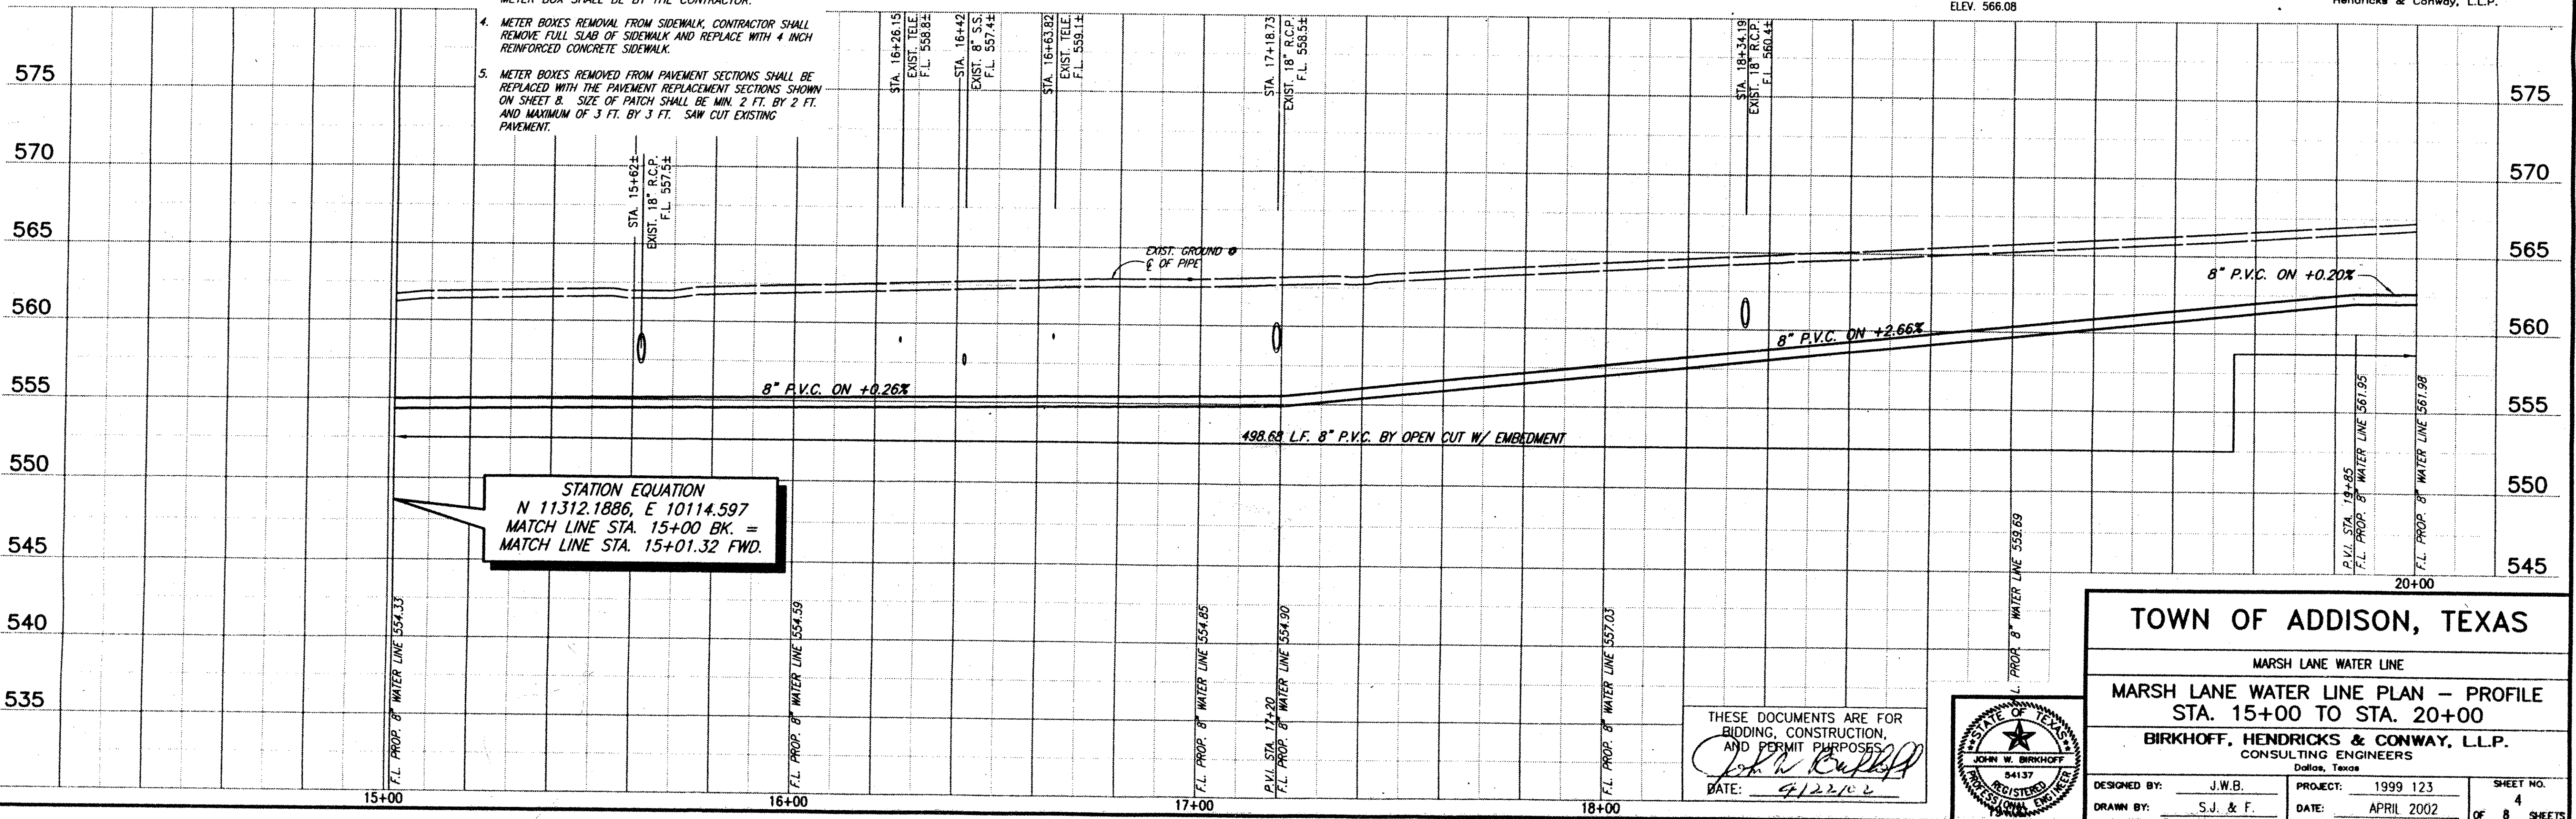 METER BOX SHALL BE BY THE CONTRACTOR.
4. METER BOXES REMOVAL FROM SIDEWALK, CONTRACTOR SHALL
REMOVE FULL SLAB OF SIDEWALK AND REPLACE WITH 4 INCH
REINFORCED CONCRETE SIDEWALK.
5. METER BOXES REMOVED FROM PAVEMENT SECTIONS SHALL BE
REPLACED WITH THE PAVEMENT REPLACEMENT SECTIONS SHOWN
ON SHEET 8. SIZE OF PATCH SHALL BE MIN. 2 FT. BY 2 FT.
AND MAXIMUM OF 3 FT. BY 3 FT. SAW CUT EXISTING
PAVEMENT.
ELEV. 566.08
Hendricks & Conway, L.L.P.
575
570
565
560
555
550
545
540
535
STA. 15+62±
EXIST. 18" R.C.P.
F.L. 557.5±
STA. 16+26.15
EXIST. TELE.
F.L. 558.8±
STA. 16+42
EXIST. 8" S.S.
F.L. 557.4±
STA. 16+63.82
EXIST. TELE.
F.L. 559.1±
STA. 17+18.73
EXIST. 18" R.C.P.
F.L. 558.5±
STA. 18+34.19
EXIST. 18" R.C.P.
F.L. 560.4±
575
570
565
560
555
550
545
EXIST. GROUND @
℄ OF PIPE
8" P.V.C. ON +0.20%
8" P.V.C. ON +2.66%
8" P.V.C. ON +0.26%
498.68 L.F. 8" P.V.C. BY OPEN CUT W/ EMBEDMENT
STATION EQUATION
N 11312.1886, E 10114.597
MATCH LINE STA. 15+00 BK. =
MATCH LINE STA. 15+01.32 FWD.
F.L. PROP. 8" WATER LINE 554.33
F.L. PROP. 8" WATER LINE 554.59
F.L. PROP. 8" WATER LINE 554.85
P.V.I. STA. 17+20
F.L. PROP. 8" WATER LINE 554.90
F.L. PROP. 8" WATER LINE 557.03
L. PROP. 8" WATER LINE 559.69
P.V.I. STA. 19+85
F.L. PROP. 8" WATER LINE 561.95
F.L. PROP. 8" WATER LINE 561.98
15+00
16+00
17+00
18+00
20+00
THESE DOCUMENTS ARE FOR
BIDDING, CONSTRUCTION,
AND PERMIT PURPOSES
John W Birkhoff
DATE: 4/22/02
STATE OF TEXAS
JOHN W. BIRKHOFF
54137
REGISTERED
PROFESSIONAL ENGINEER
TOWN OF ADDISON, TEXAS
MARSH LANE WATER LINE
MARSH LANE WATER LINE PLAN – PROFILE
STA. 15+00 TO STA. 20+00
BIRKHOFF, HENDRICKS & CONWAY, L.L.P.
CONSULTING ENGINEERS
Dallas, Texas
DESIGNED BY: J.W.B.
PROJECT: 1999 123
SHEET NO.
4
DRAWN BY: S.J. & F.
DATE: APRIL 2002
OF 8 SHEETS